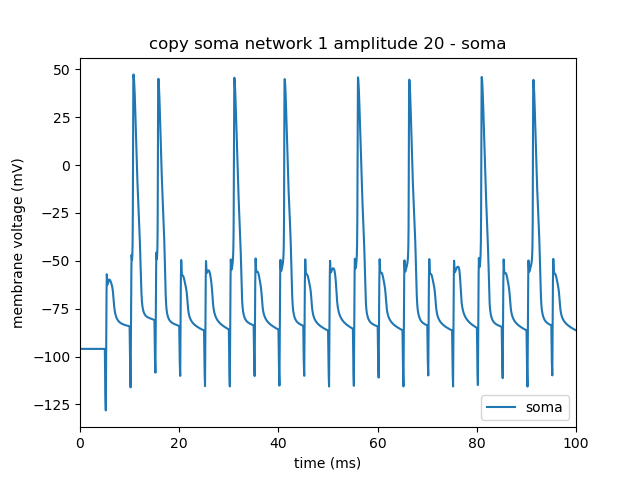 copy soma network 1 amplitude 20 - soma
50
25
0
−25
−50
−75
−100
−125
membrane voltage (mV)
0 20 40 60 80 100
time (ms)
soma